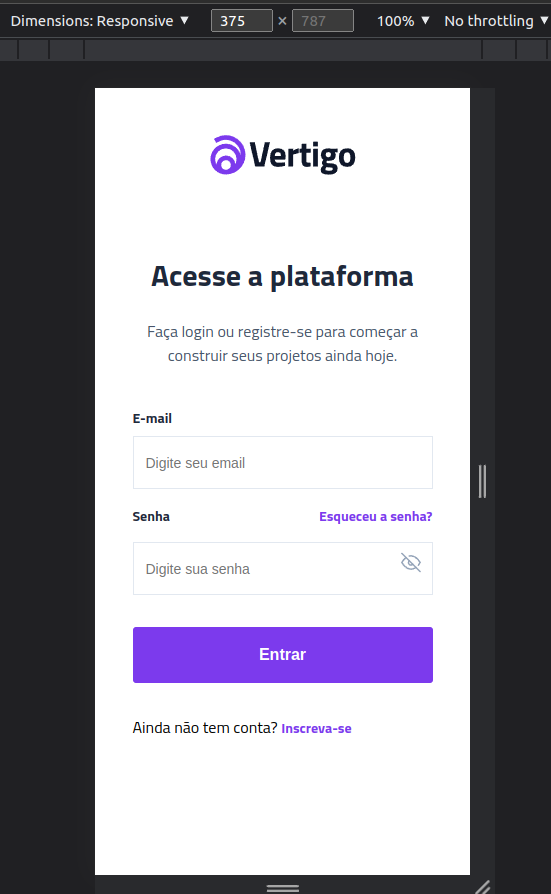 Dimensions: Responsive ▼ 375 × 787 100% ▼ No throttling ▼
Vertigo
Acesse a plataforma
Faça login ou registre-se para começar a
construir seus projetos ainda hoje.
E-mail
Digite seu email
Senha Esqueceu a senha?
Digite sua senha
Entrar
Ainda não tem conta? Inscreva-se